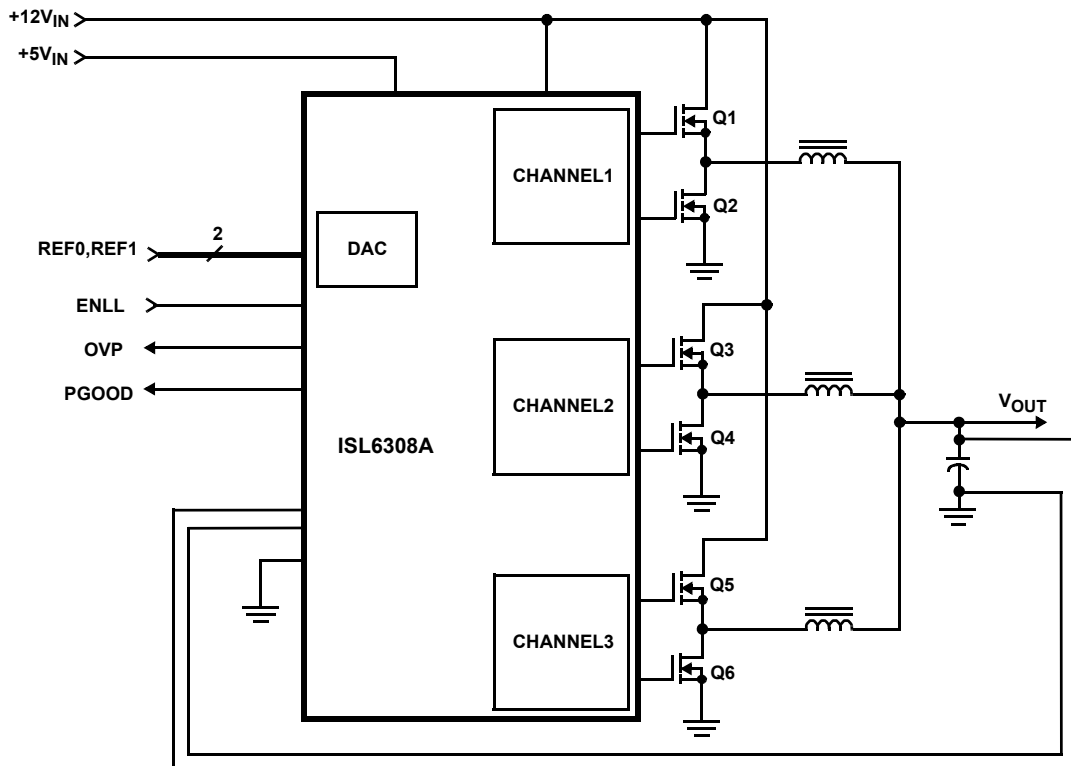 +12VIN
+5VIN
CHANNEL1
Q1
Q2
DAC
REF0,REF1
2
ENLL
OVP
PGOOD
ISL6308A
CHANNEL2
Q3
Q4
VOUT
CHANNEL3
Q5
Q6